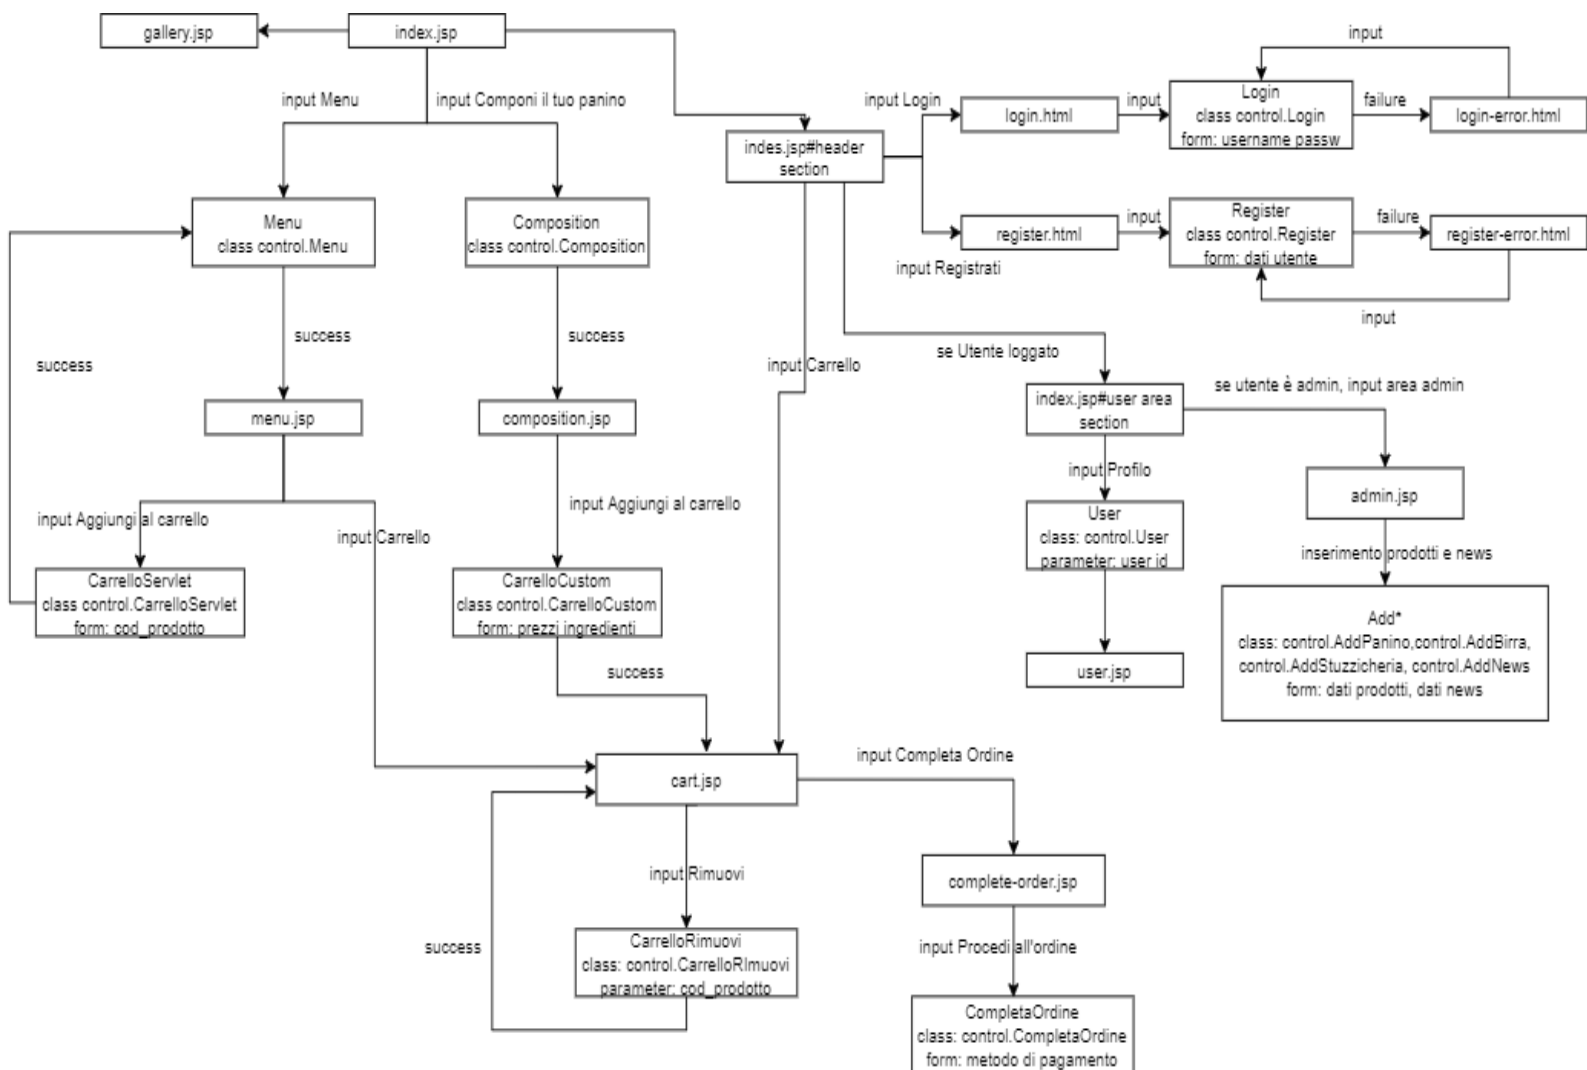 gallery.jsp
index.jsp
input Menu
input Componi il tuo panino
input Login
login.html
input
Login
class control.Login
form: username passw
input
failure
login-error.html
indes.jsp#header
section
register.html
input
Register
class control.Register
form: dati utente
failure
register-error.html
input
input Registrati
Menu
class control.Menu
Composition
class control.Composition
success
success
success
input Carrello
se Utente loggato
menu.jsp
composition.jsp
index.jsp#user area
section
se utente è admin, input area admin
input Profilo
admin.jsp
input Aggiungi al carrello
input Carrello
input Aggiungi al carrello
User
class: control.User
parameter: user id
inserimento prodotti e news
CarrelloServlet
class control.CarrelloServlet
form: cod_prodotto
CarrelloCustom
class control.CarrelloCustom
form: prezzi ingredienti
Add*
class: control.AddPanino,control.AddBirra,
control.AddStuzzicheria, control.AddNews
form: dati prodotti, dati news
success
user.jsp
cart.jsp
input Completa Ordine
input Rimuovi
complete-order.jsp
success
CarrelloRimuovi
class: control.CarrelloRImuovi
parameter: cod_prodotto
input Procedi all'ordine
CompletaOrdine
class: control.CompletaOrdine
form: metodo di pagamento